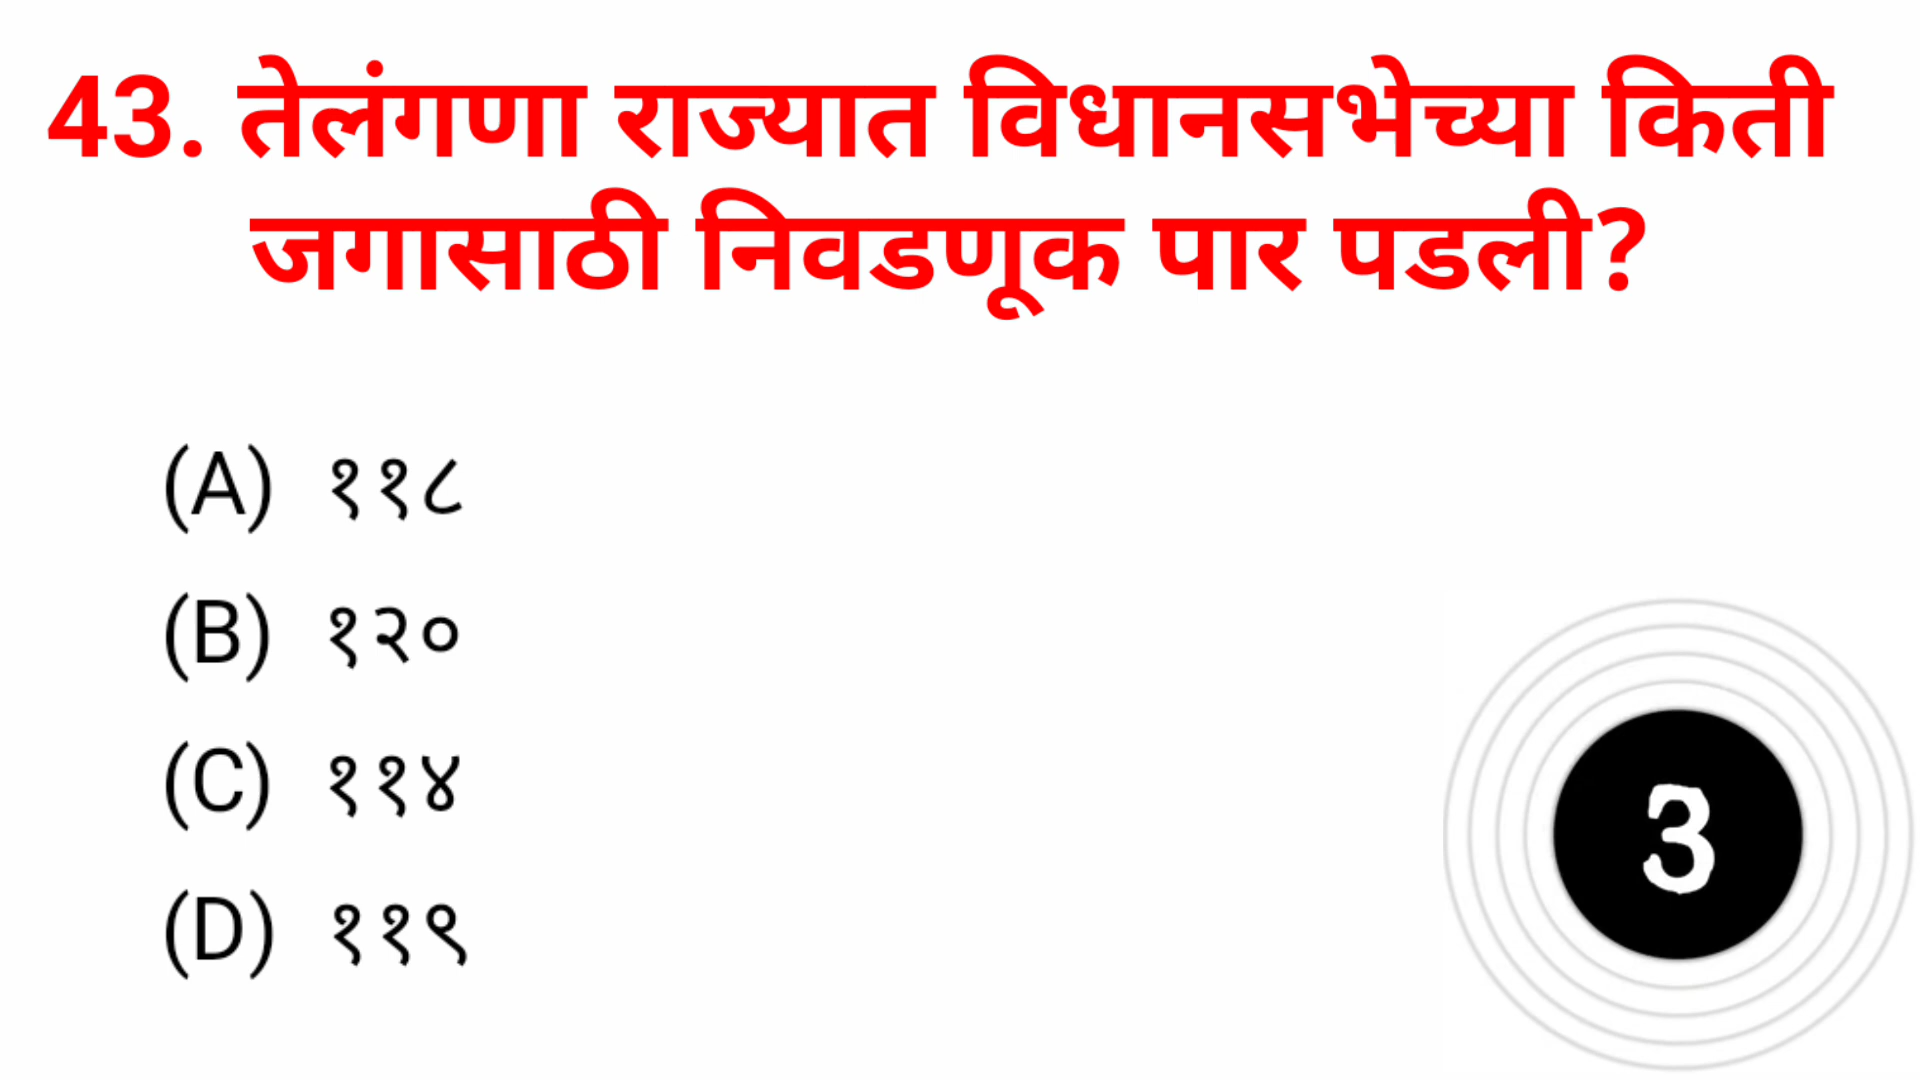 43. तेलंगणा राज्यात विधानसभेच्या किती
जगासाठी निवडणूक पार पडली?
(A) ११८
(B) १२०
(C) ११४
(D) ११९
3